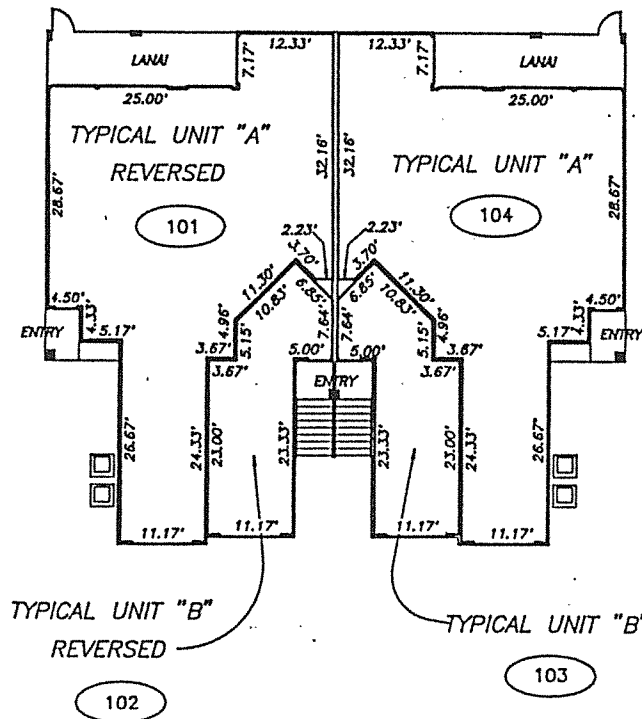 12.33' 12.33'
7.17' 7.17'
LANAI LANAI
25.00' 25.00'
TYPICAL UNIT "A"
REVERSED
TYPICAL UNIT "A"
32.16' 32.16'
28.67' 28.67'
101 104
2.23' 2.23'
3.70' 3.70'
11.30' 11.30'
10.83' 10.83'
6.85' 6.85'
7.64' 7.64'
4.50' 4.50'
4.33' 4.33'
ENTRY ENTRY
5.17' 5.17'
4.96' 4.96'
5.15' 5.15'
3.67' 3.67'
3.67' 3.67'
5.00' 5.00'
ENTRY
26.67' 24.33' 23.00' 23.33' 23.33' 23.00' 24.33' 26.67'
11.17' 11.17' 11.17' 11.17'
TYPICAL UNIT "B"
REVERSED
102
TYPICAL UNIT "B"
103